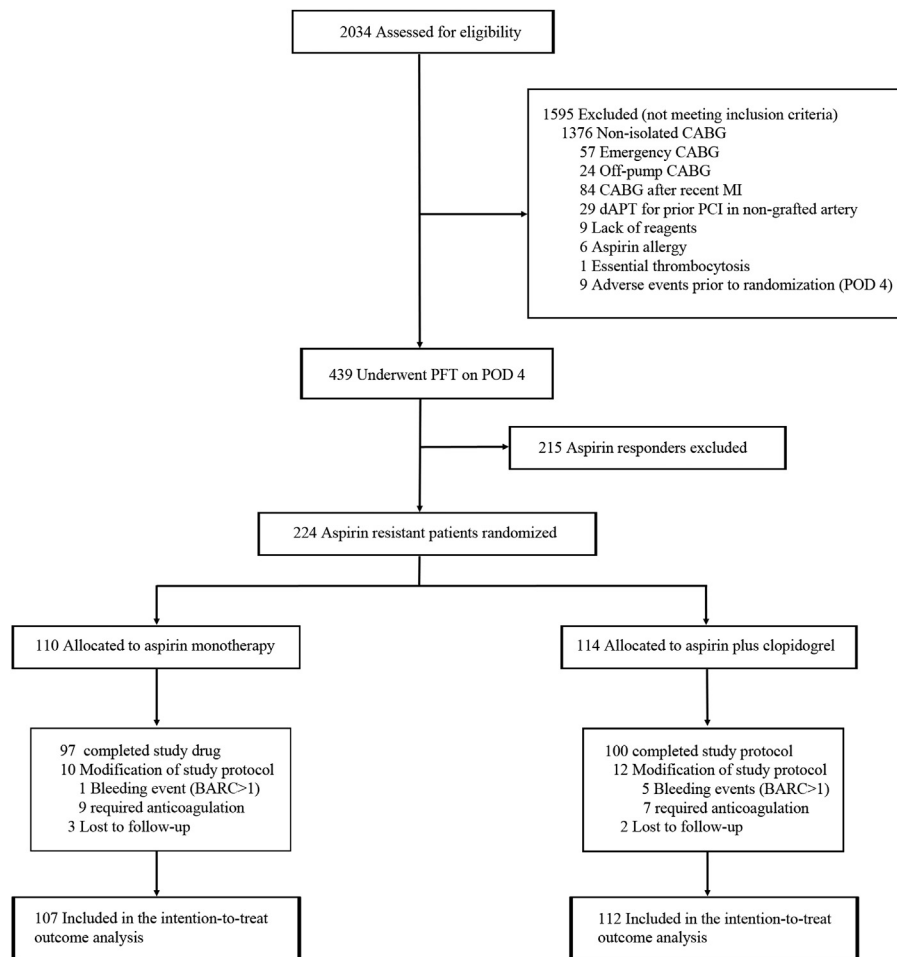 2034 Assessed for eligibility
1595 Excluded (not meeting inclusion criteria)
1376 Non-isolated CABG
57 Emergency CABG
24 Off-pump CABG
84 CABG after recent MI
29 dAPT for prior PCI in non-grafted artery
9 Lack of reagents
6 Aspirin allergy
1 Essential thrombocytosis
9 Adverse events prior to randomization (POD 4)
439 Underwent PFT on POD 4
215 Aspirin responders excluded
224 Aspirin resistant patients randomized
110 Allocated to aspirin monotherapy
114 Allocated to aspirin plus clopidogrel
97 completed study drug
10 Modification of study protocol
1 Bleeding event (BARC>1)
9 required anticoagulation
3 Lost to follow-up
100 completed study protocol
12 Modification of study protocol
5 Bleeding events (BARC>1)
7 required anticoagulation
2 Lost to follow-up
107 Included in the intention-to-treat
outcome analysis
112 Included in the intention-to-treat
outcome analysis